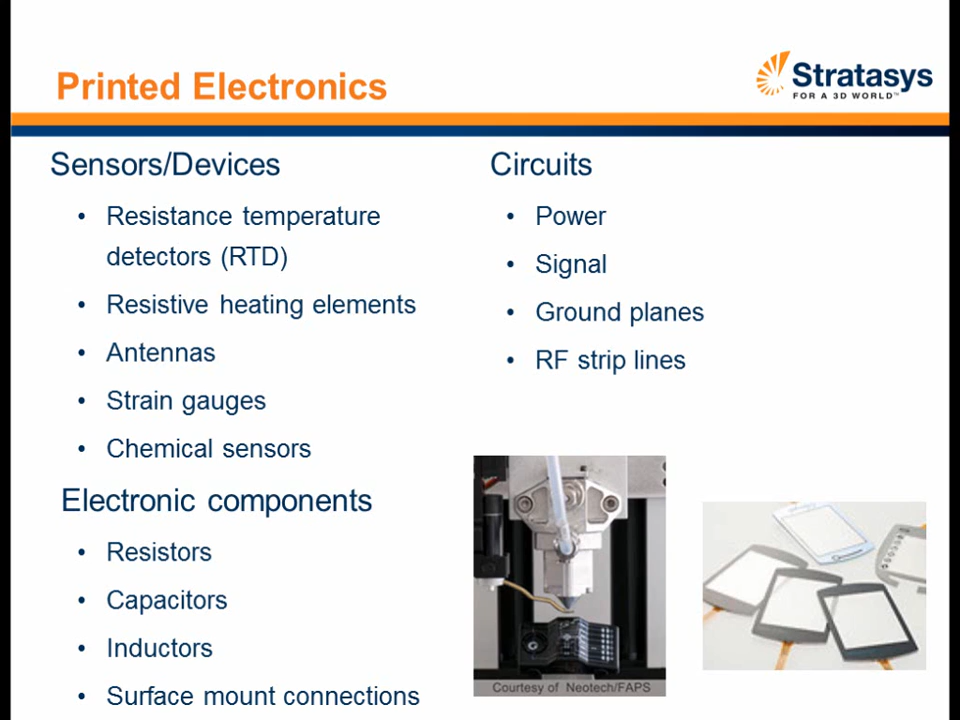 Printed Electronics
Stratasys
FOR A 3D WORLD™
Sensors/Devices
• Resistance temperature
detectors (RTD)
• Resistive heating elements
• Antennas
• Strain gauges
• Chemical sensors
Electronic components
• Resistors
• Capacitors
• Inductors
• Surface mount connections
Circuits
• Power
• Signal
• Ground planes
• RF strip lines
Courtesy of Neotech/FAPS